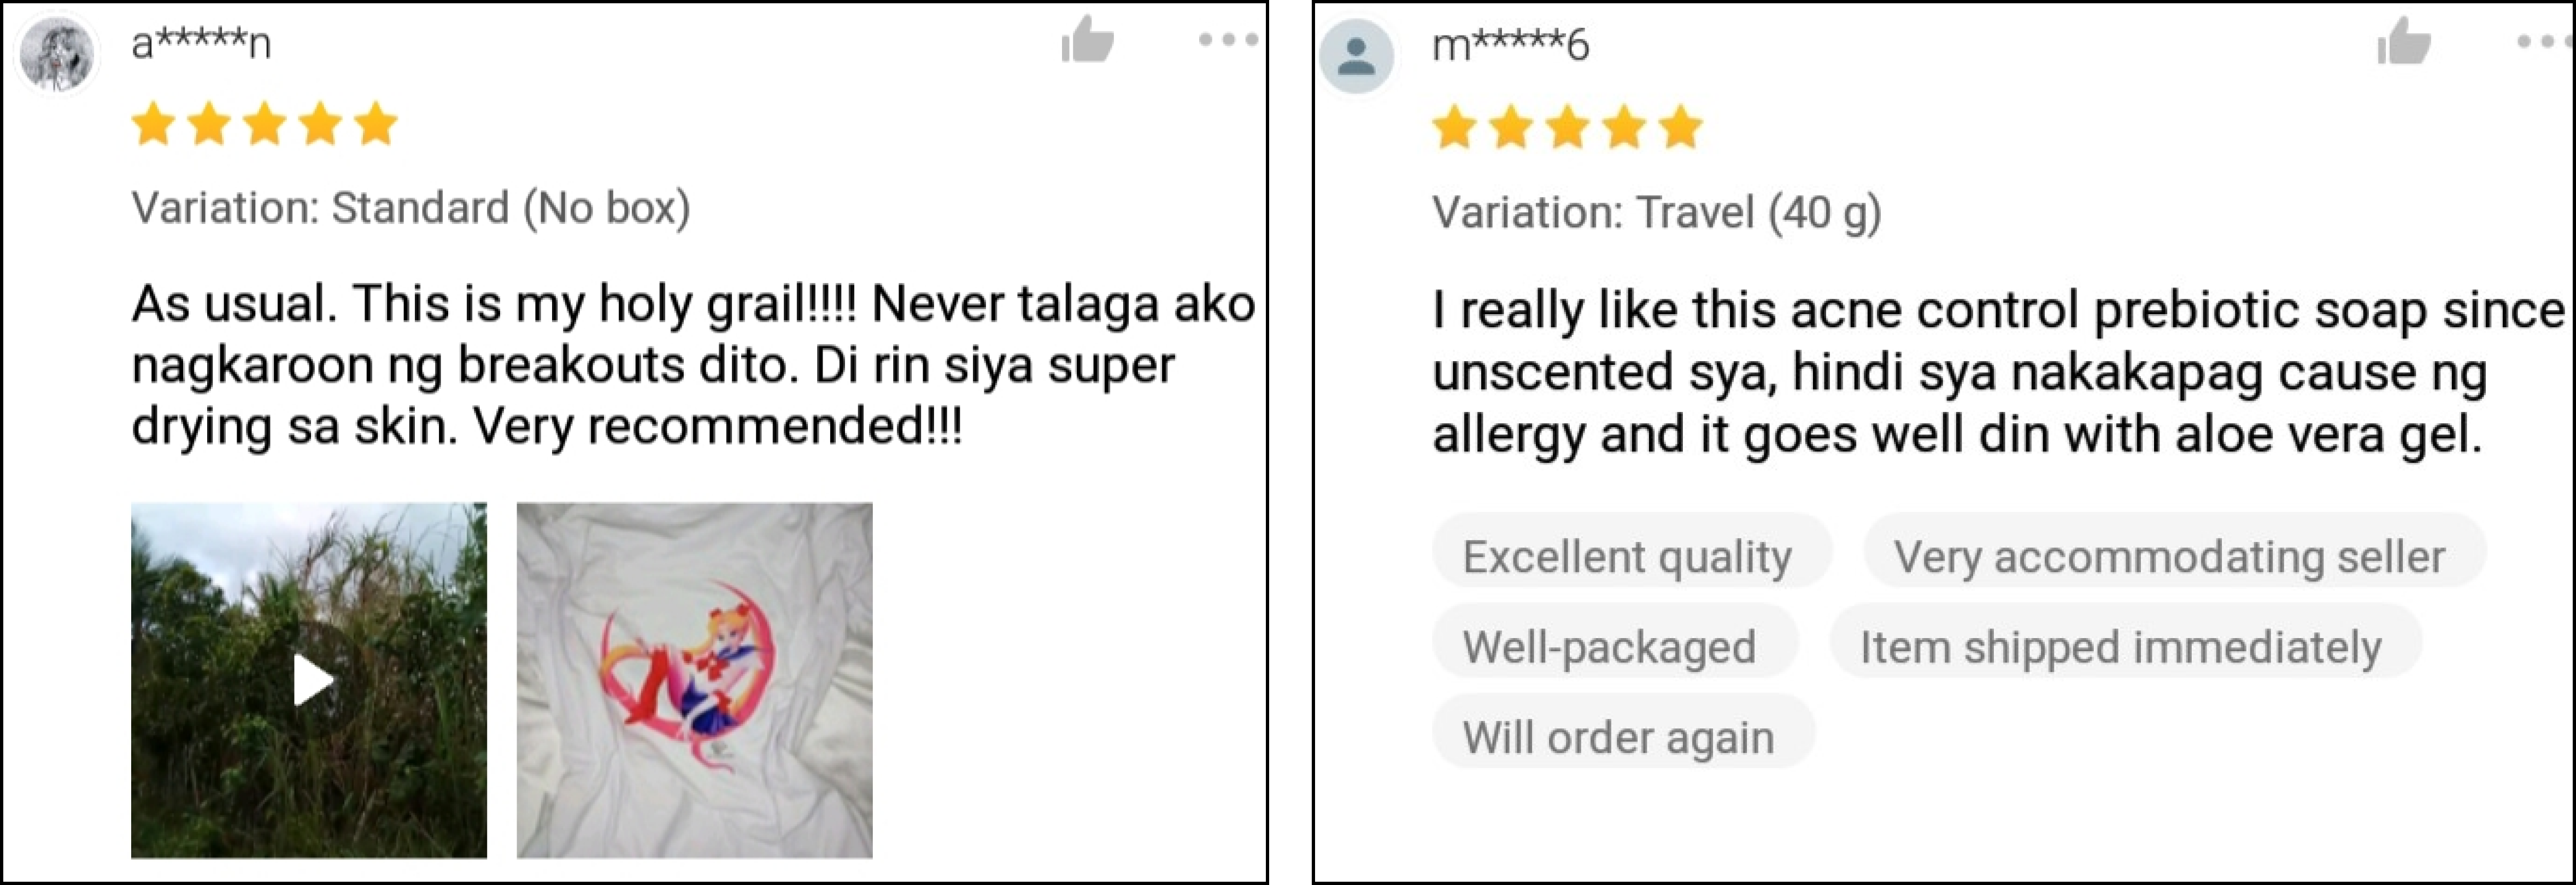 a*****n
Variation: Standard (No box)
As usual. This is my holy grail!!!! Never talaga ako
nagkaroon ng breakouts dito. Di rin siya super
drying sa skin. Very recommended!!!
m*****6
Variation: Travel (40 g)
I really like this acne control prebiotic soap since
unscented sya, hindi sya nakakapag cause ng
allergy and it goes well din with aloe vera gel.
Excellent quality
Very accommodating seller
Well-packaged
Item shipped immediately
Will order again